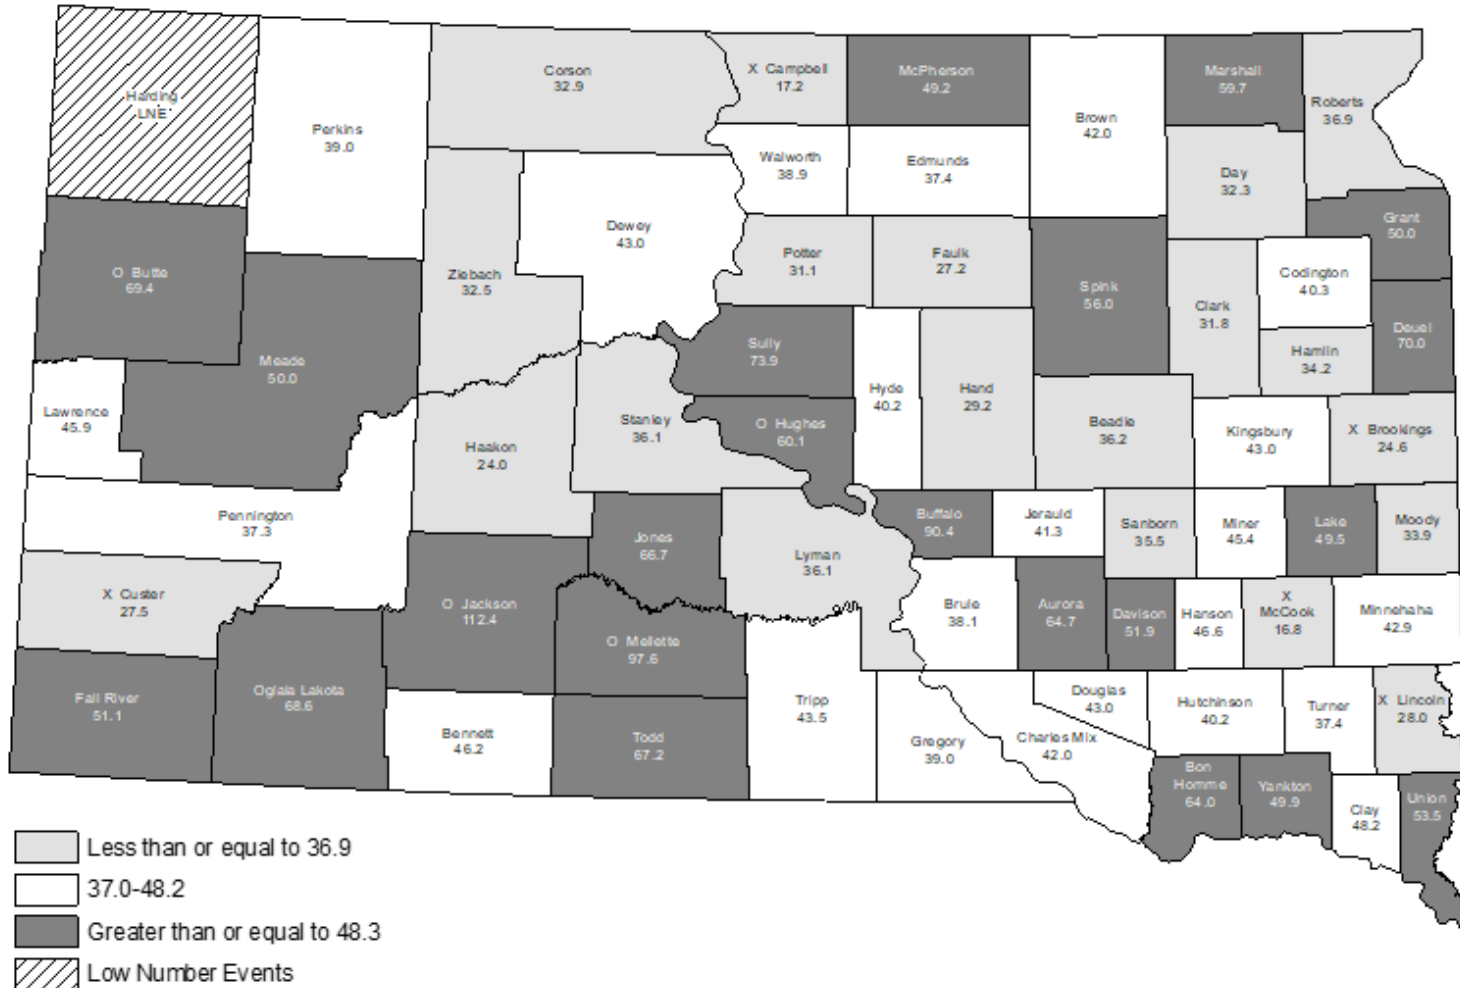 Harding
LNE
Perkins
39.0
Corson
32.9
X Campbell
17.2
McPherson
49.2
Brown
42.0
Marshall
59.7
Roberts
36.9
Walworth
38.9
Edmunds
37.4
Day
32.3
Grant
50.0
O Butte
69.4
Ziebach
32.5
Dewey
43.0
Potter
31.1
Faulk
27.2
Spink
56.0
Clark
31.8
Codington
40.3
Deuel
70.0
Hamlin
34.2
Meade
50.0
Sully
73.9
Lawrence
45.9
Haakon
24.0
Stanley
36.1
O Hughes
60.1
Hyde
40.2
Hand
29.2
Beadle
36.2
Kingsbury
43.0
X Brookings
24.6
Pennington
37.3
Jones
66.7
Lyman
36.1
Buffalo
90.4
Jerauld
41.3
Sanborn
35.5
Miner
45.4
Lake
49.5
Moody
33.9
X Custer
27.5
O Jackson
112.4
O Mellette
97.6
Brule
38.1
Aurora
64.7
Davison
51.9
Hanson
46.6
X
McCook
16.8
Minnehaha
42.9
Fall River
51.1
Oglala Lakota
68.6
Bennett
46.2
Todd
67.2
Tripp
43.5
Gregory
39.0
Charles Mix
42.0
Douglas
43.0
Hutchinson
40.2
Turner
37.4
X Lincoln
28.0
Bon
Homme
64.0
Yankton
49.9
Clay
48.2
Union
53.5
Less than or equal to 36.9
37.0-48.2
Greater than or equal to 48.3
Low Number Events